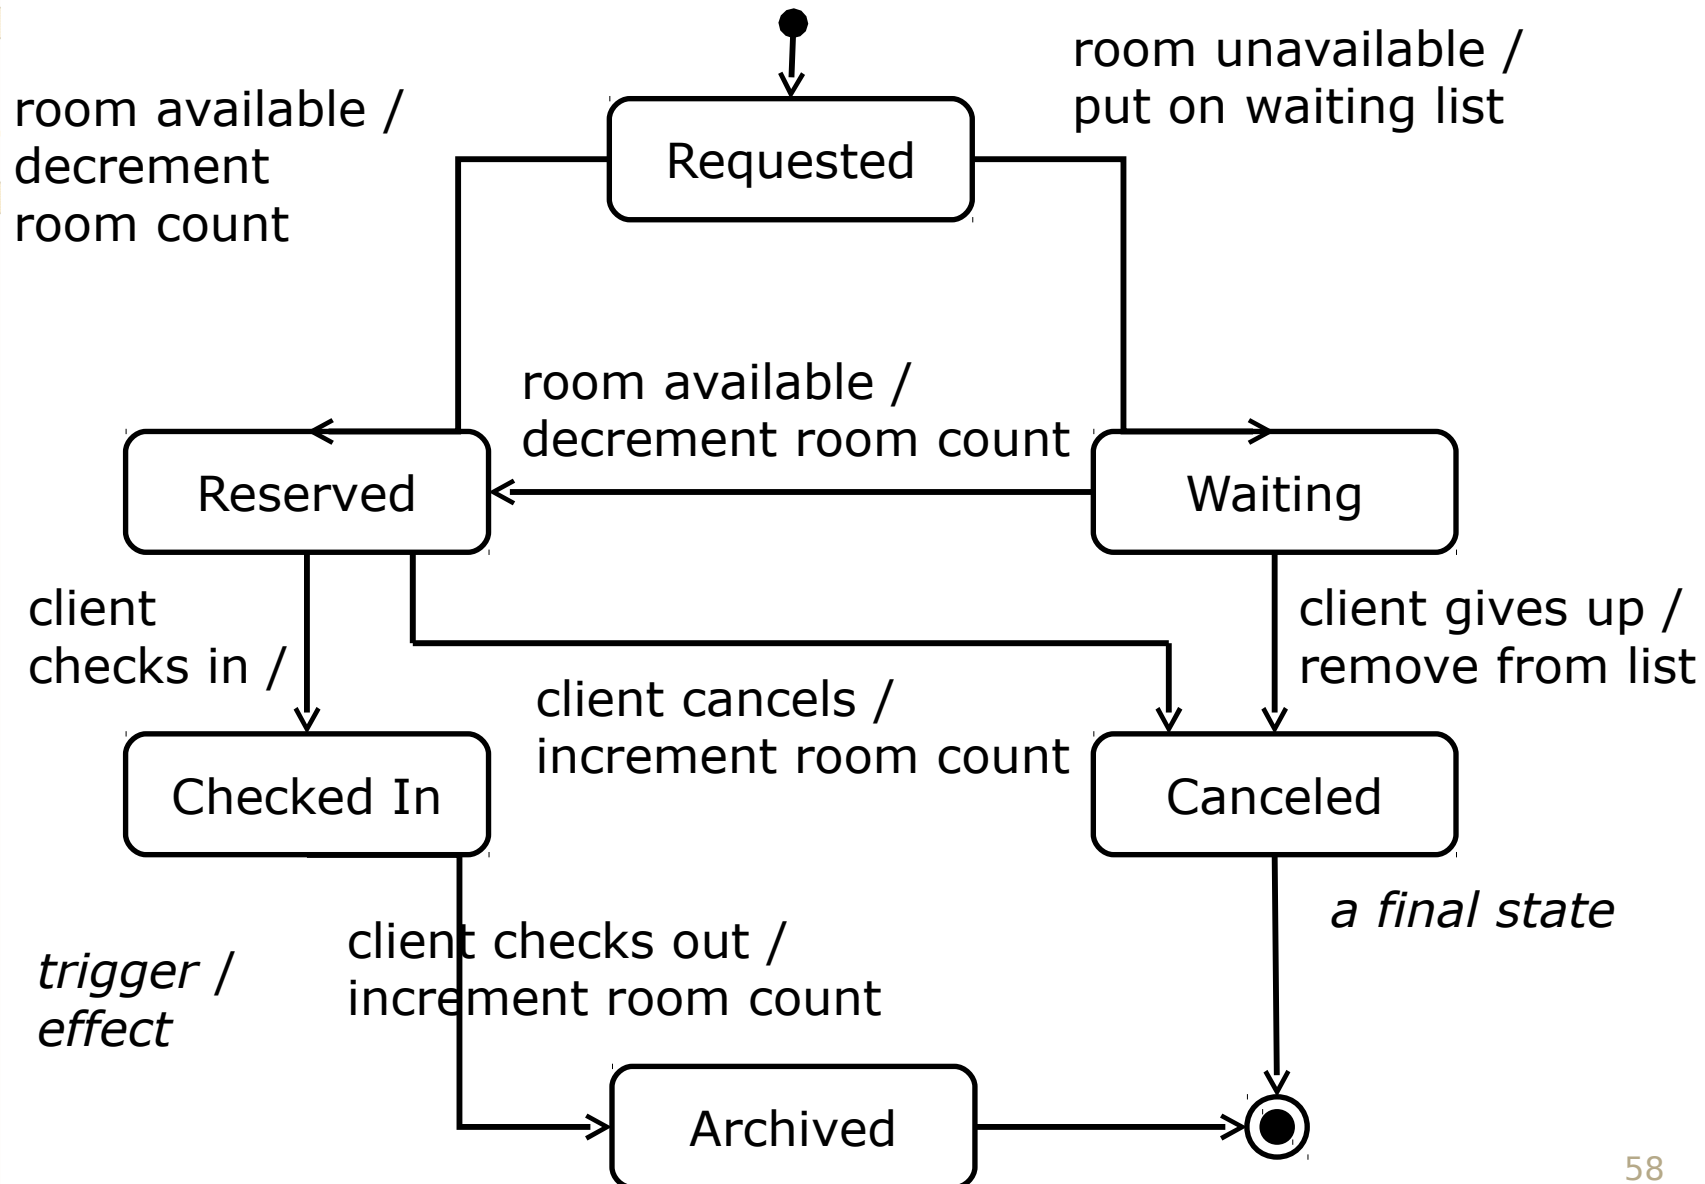 room unavailable /
put on waiting list
room available /
decrement
room count
Requested
room available /
decrement room count
Reserved
Waiting
client
checks in /
client gives up /
remove from list
client cancels /
increment room count
Checked In
Canceled
a final state
client checks out /
increment room count
trigger /
effect
Archived
58